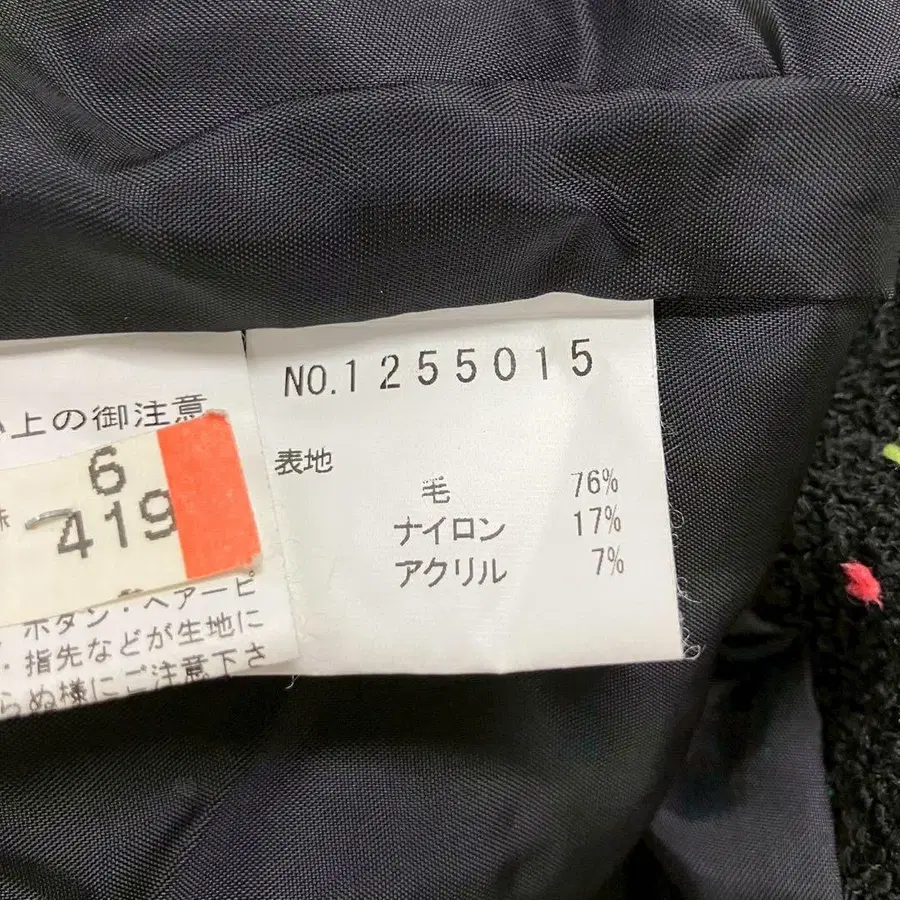 上の御注意
6
419
ボタン・ヘアーピ
・指先などが生地に
らぬ様にご注意下さ
NO.1255015
表地
毛 76%
ナイロン 17%
アクリル 7%